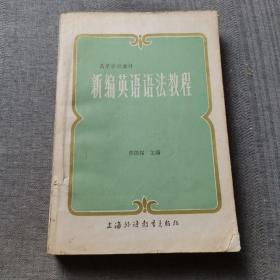 高等学校教材
新编英语语法教程
章振邦 主编
上海外语教育出版社